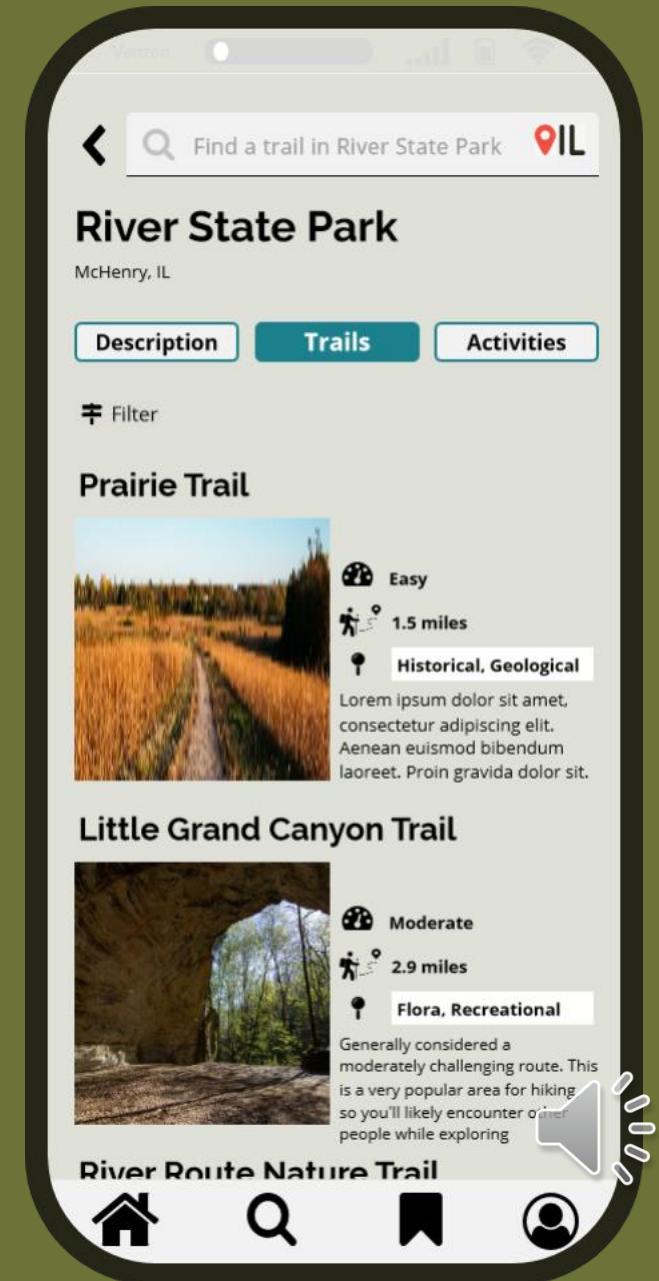 Verizon
Find a trail in River State Park
IL
River State Park
McHenry, IL
Description
Trails
Activities
Filter
Prairie Trail
Easy
1.5 miles
Historical, Geological
Lorem ipsum dolor sit amet,
consectetur adipiscing elit.
Aenean euismod bibendum
laoreet. Proin gravida dolor sit.
Little Grand Canyon Trail
Moderate
2.9 miles
Flora, Recreational
Generally considered a
moderately challenging route. This
is a very popular area for hiking
so you'll likely encounter other
people while exploring
River Route Nature Trail